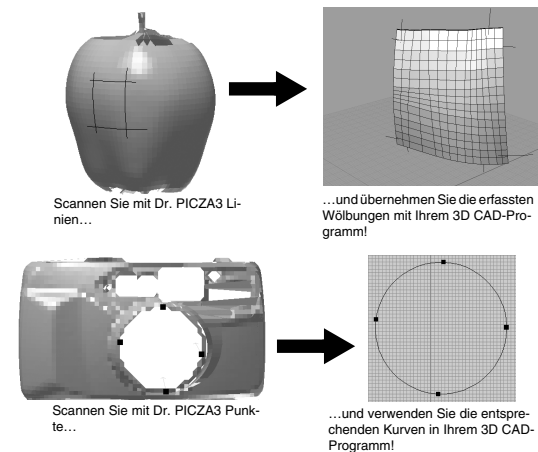 Scannen Sie mit Dr. PICZA3 Li-
nien…
…und übernehmen Sie die erfassten
Wölbungen mit Ihrem 3D CAD-Pro-
gramm!
Scannen Sie mit Dr. PICZA3 Punk-
te…
…und verwenden Sie die entspre-
chenden Kurven in Ihrem 3D CAD-
Programm!